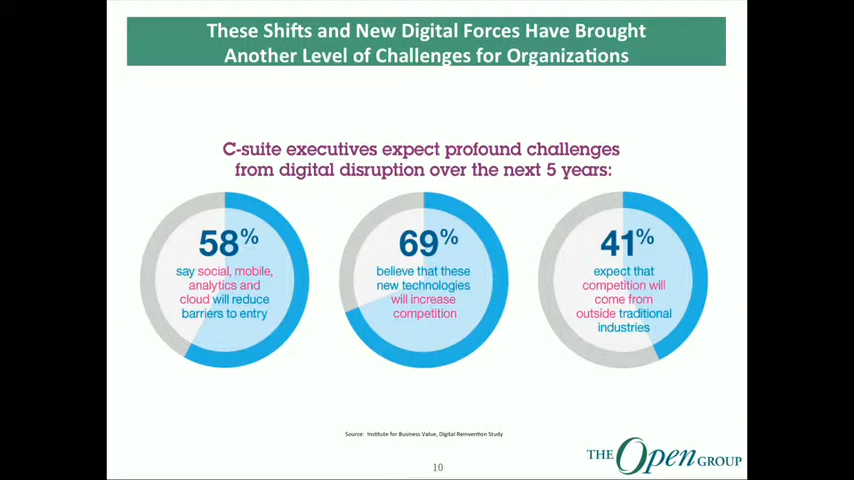 These Shifts and New Digital Forces Have Brought
Another Level of Challenges for Organizations
C-suite executives expect profound challenges
from digital disruption over the next 5 years:
58%
say social, mobile,
analytics and
cloud will reduce
barriers to entry
69%
believe that these
new technologies
will increase
competition
41%
expect that
competition will
come from
outside traditional
industries
Source: Institute for Business Value, Digital Reinvention Study
10
THE Open GROUP